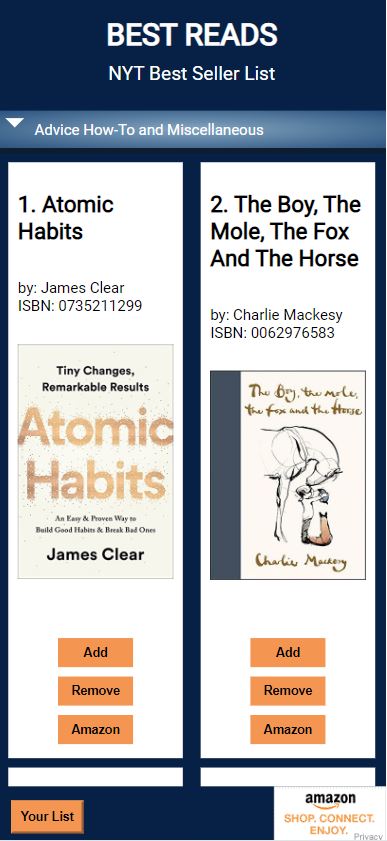 BEST READS
NYT Best Seller List
Advice How-To and Miscellaneous
1. Atomic
Habits
by: James Clear
ISBN: 0735211299
Tiny Changes,
Remarkable Results
Atomic
Habits
An Easy & Proven Way to
Build Good Habits & Break Bad Ones
James Clear
Add
Remove
Amazon
2. The Boy, The
Mole, The Fox
And The Horse
by: Charlie Mackesy
ISBN: 0062976583
The Boy, the mole,
the fox and the Horse
Charlie Mackesy
Add
Remove
Amazon
Your List
amazon
SHOP. CONNECT.
ENJOY.
Privacy